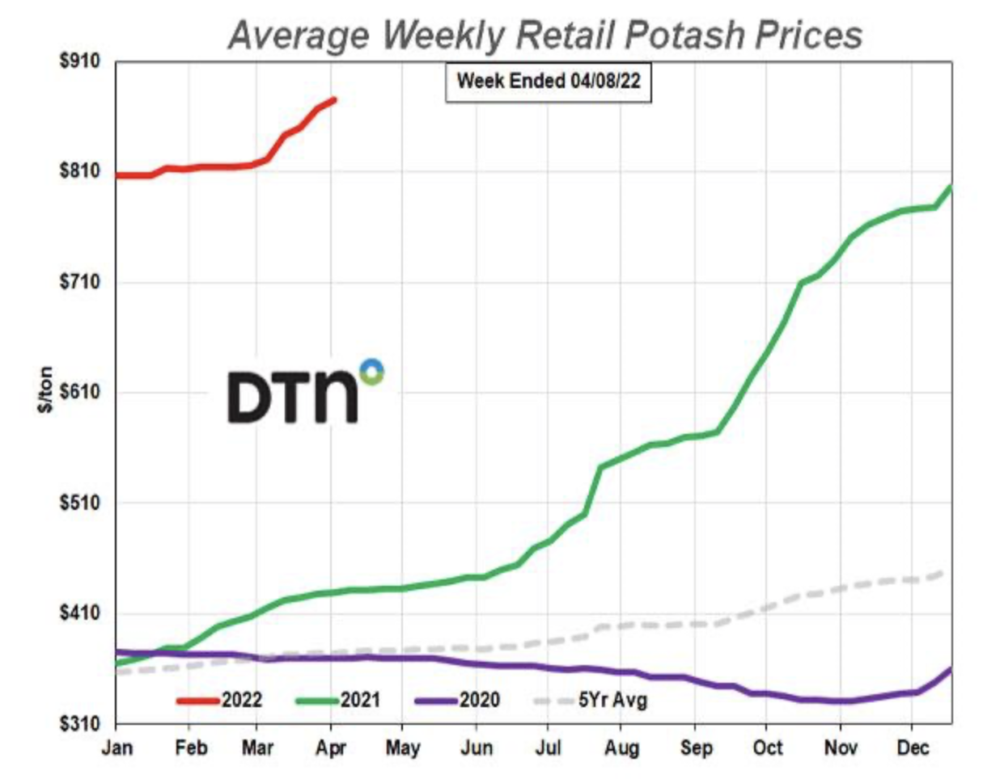 Average Weekly Retail Potash Prices
Week Ended 04/08/22
$910
$810
$710
$610
$510
$410
$310
$/ton
DTN
2022 2021 2020 5Yr Avg
Jan Feb Mar Apr May Jun Jul Aug Sep Oct Nov Dec